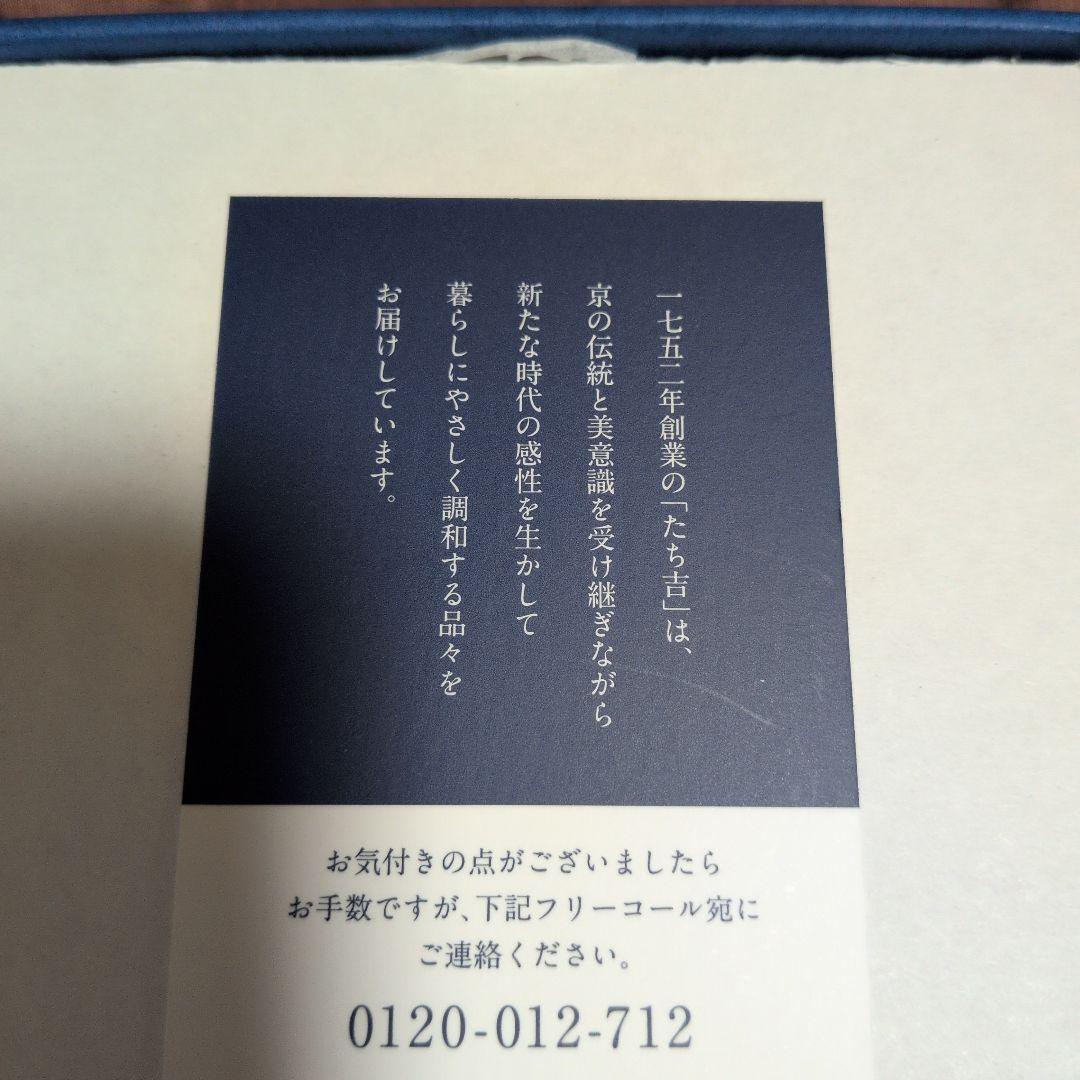 一七五二年創業の「たち吉」は、
京の伝統と美意識を受け継ぎながら
新たな時代の感性を生かして
暮らしにやさしく調和する品々を
お届けしています。
お気付きの点がございましたら
お手数ですが、下記フリーコール宛に
ご連絡ください。
0120-012-712